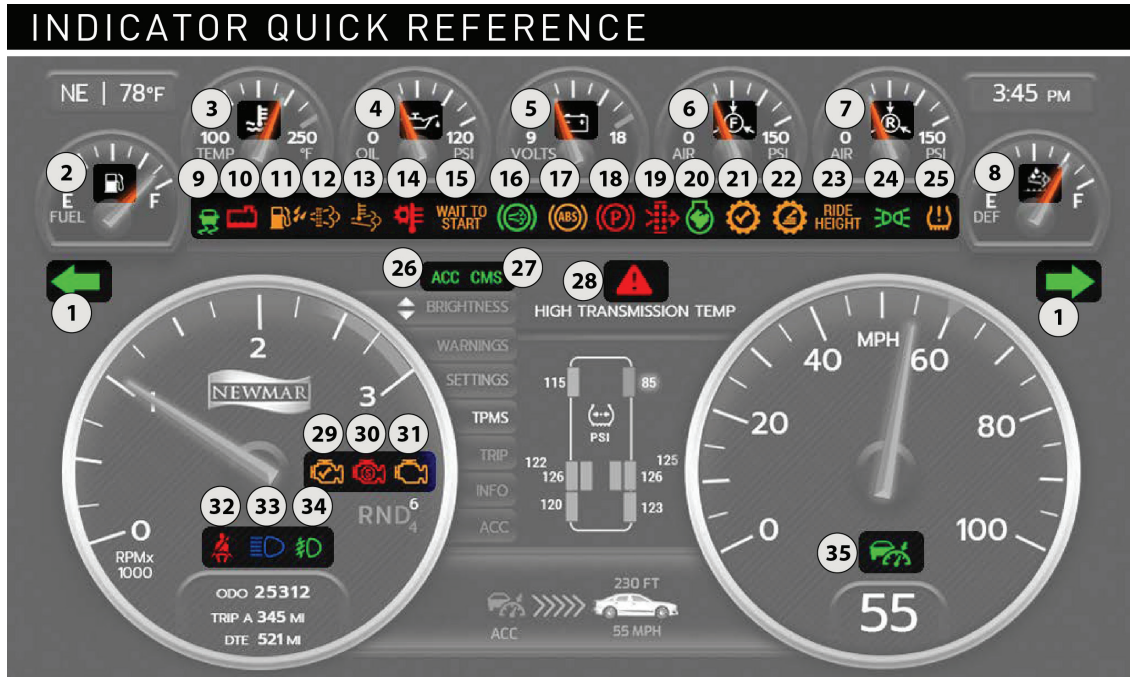 INDICATOR QUICK REFERENCE
NE | 78°F
3:45 PM
3
4
5
6
7
100 250
TEMP °F
0 120
OIL PSI
9 18
VOLTS
F
0 150
AIR PSI
R
0 150
AIR PSI
2
E F
FUEL
8
E F
DEF
9 10 11 12 13 14 15 16 17 18 19 20 21 22 23 24 25
WAIT TO
START
ABS
P
RIDE
HEIGHT
1
1
26 27
ACC CMS
28
HIGH TRANSMISSION TEMP
BRIGHTNESS
WARNINGS
SETTINGS
TPMS
TRIP
INFO
ACC
0
1
2
3
NEWMAR
29 30 31
S
RND 6
4
32 33 34
RPMx
1000
ODO 25312
TRIP A 345 MI
DTE 521 MI
115 85
PSI
122 125
126 126
120 123
230 FT
ACC 55 MPH
MPH
0
20
40
60
80
100
35
55